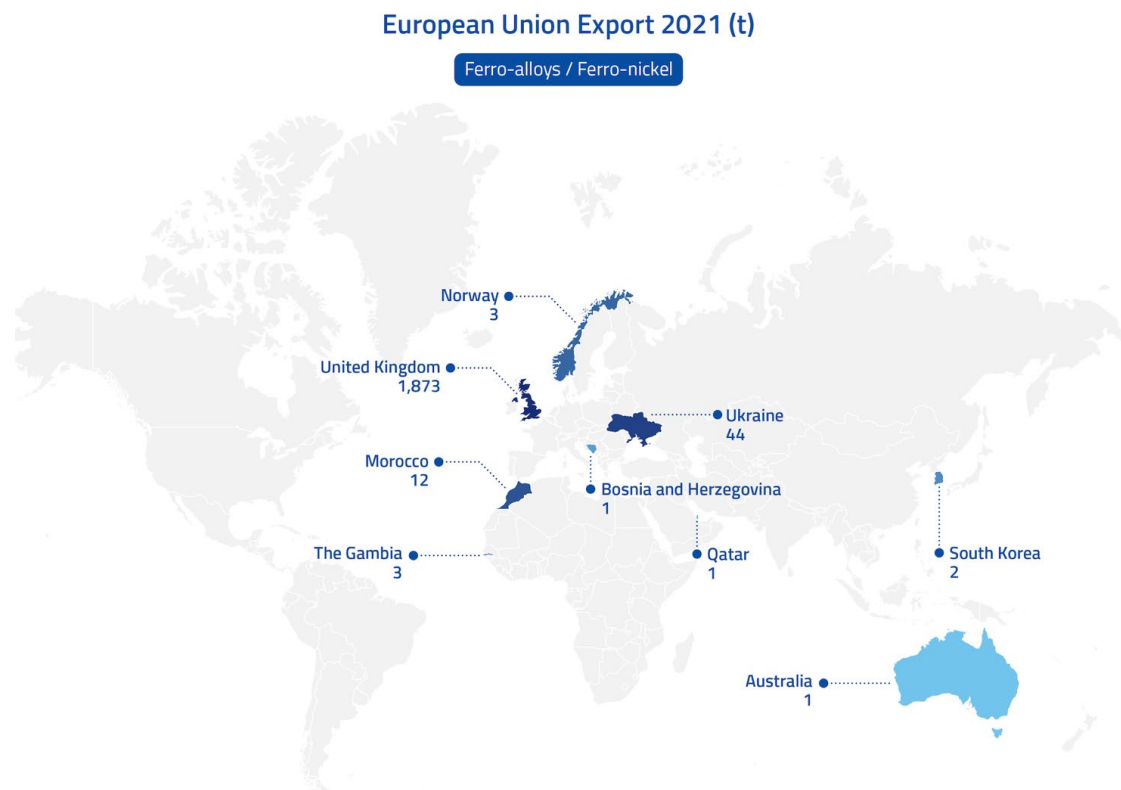 European Union Export 2021 (t)
Ferro-alloys / Ferro-nickel
Norway
3
United Kingdom
1,873
Ukraine
44
Morocco
12
Bosnia and Herzegovina
1
The Gambia
3
Qatar
1
South Korea
2
Australia
1